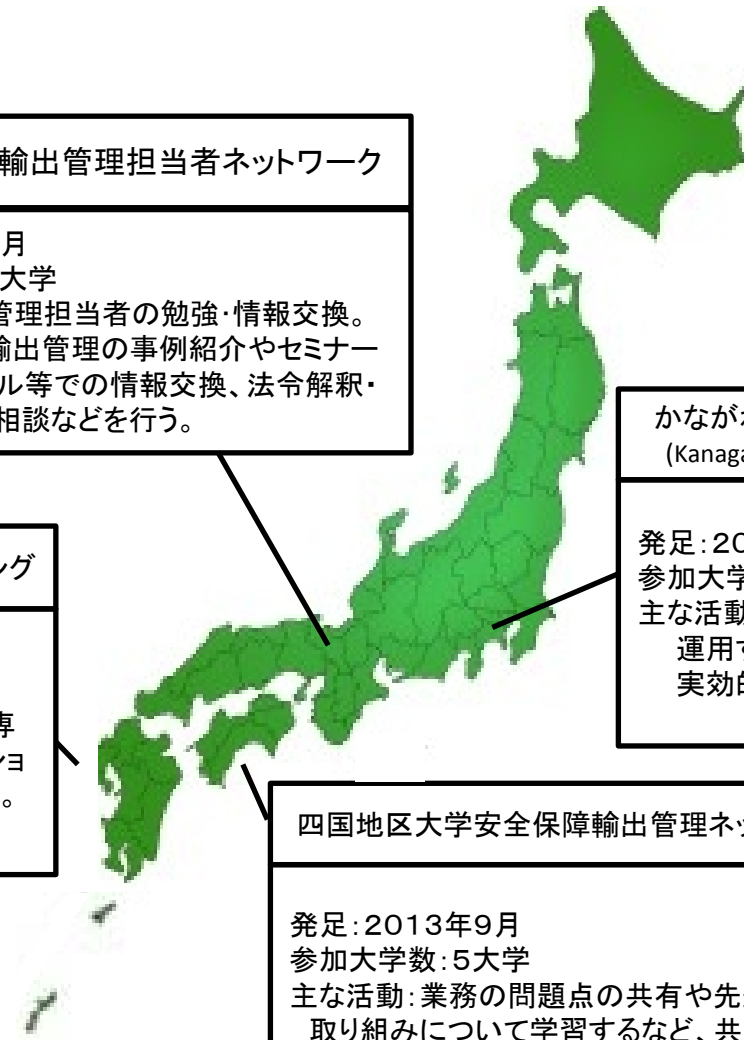 輸出管理担当者ネットワーク
月
大学
管理担当者の勉強・情報交換。
輸出管理の事例紹介やセミナー
ル等での情報交換、法令解釈・
相談などを行う。
かながわ
(Kanaga
発足：20
参加大学
主な活動
運用す
実効的
ング
専
ショ
。
四国地区大学安全保障輸出管理ネッ
発足：2013年9月
参加大学数：5大学
主な活動：業務の問題点の共有や先
取り組みについて学習するなど、共